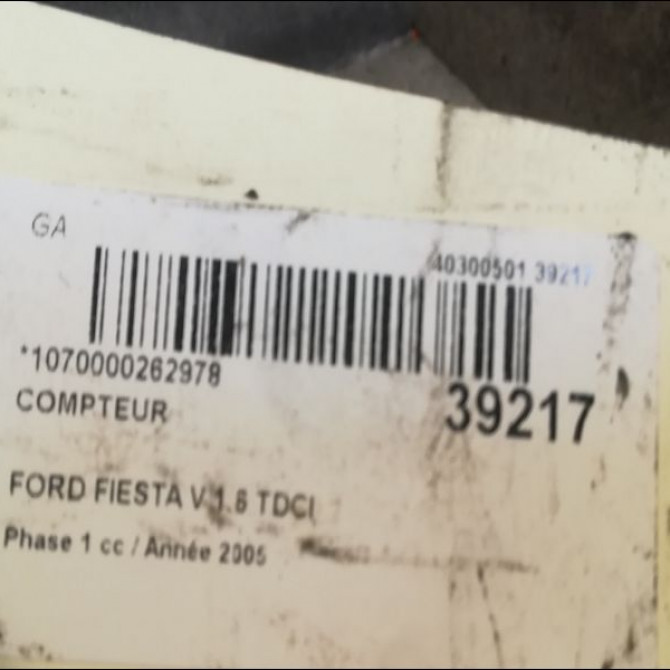 GA
40300501 39217
*1070000262978
39217
COMPTEUR
FORD FIESTA V 1.6 TDCI
Phase 1 cc / Année 2005